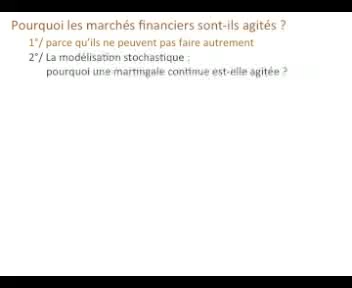 Pourquoi les marchés financiers sont-ils agités ?
1°/ parce qu'ils ne peuvent pas faire autrement
2°/ La modélisation stochastique :
pourquoi une martingale continue est-elle agitée ?